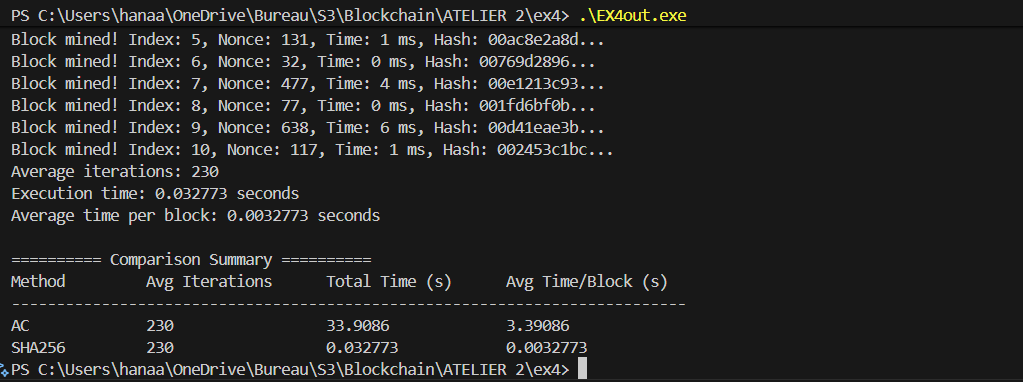 PS C:\Users\hanaa\OneDrive\Bureau\S3\Blockchain\ATELIER 2\ex4> .\EX4out.exe
Block mined! Index: 5, Nonce: 131, Time: 1 ms, Hash: 00ac8e2a8d...
Block mined! Index: 6, Nonce: 32, Time: 0 ms, Hash: 00769d2896...
Block mined! Index: 7, Nonce: 477, Time: 4 ms, Hash: 00e1213c93...
Block mined! Index: 8, Nonce: 77, Time: 0 ms, Hash: 001fd6bf0b...
Block mined! Index: 9, Nonce: 638, Time: 6 ms, Hash: 00d41eae3b...
Block mined! Index: 10, Nonce: 117, Time: 1 ms, Hash: 002453c1bc...
Average iterations: 230
Execution time: 0.032773 seconds
Average time per block: 0.0032773 seconds
========== Comparison Summary ==========
Method         Avg Iterations      Total Time (s)      Avg Time/Block (s)
---------------------------------------------------------------------------
AC             230                 33.9086             3.39086
SHA256         230                 0.032773            0.0032773
PS C:\Users\hanaa\OneDrive\Bureau\S3\Blockchain\ATELIER 2\ex4>